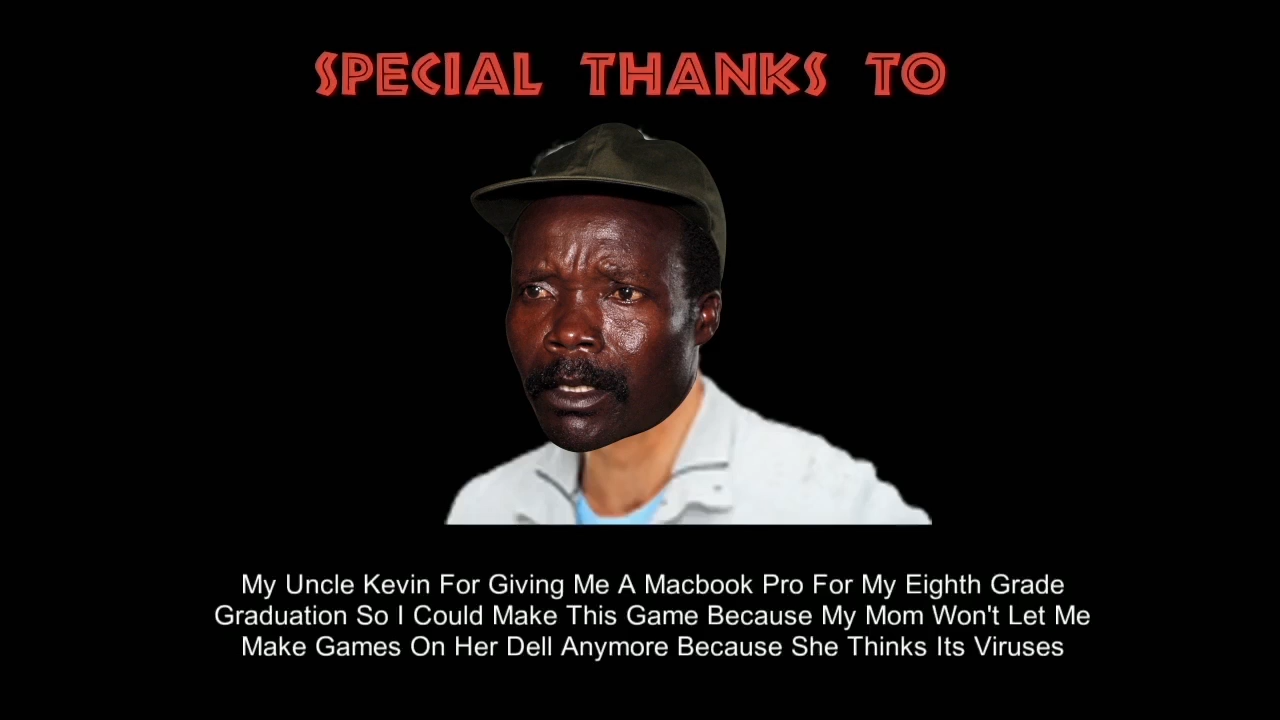 SPECIAL THANKS TO
My Uncle Kevin For Giving Me A Macbook Pro For My Eighth Grade
Graduation So I Could Make This Game Because My Mom Won't Let Me
Make Games On Her Dell Anymore Because She Thinks Its Viruses